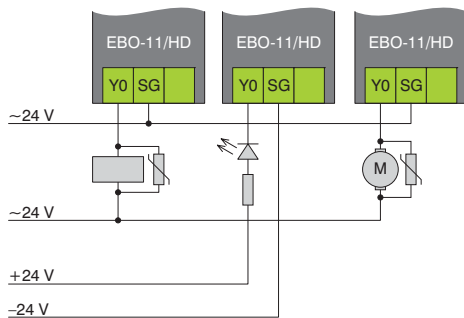 EBO-11/HD EBO-11/HD EBO-11/HD
Y0 SG Y0 SG Y0 SG
~24 V
M
~24 V
+24 V
–24 V